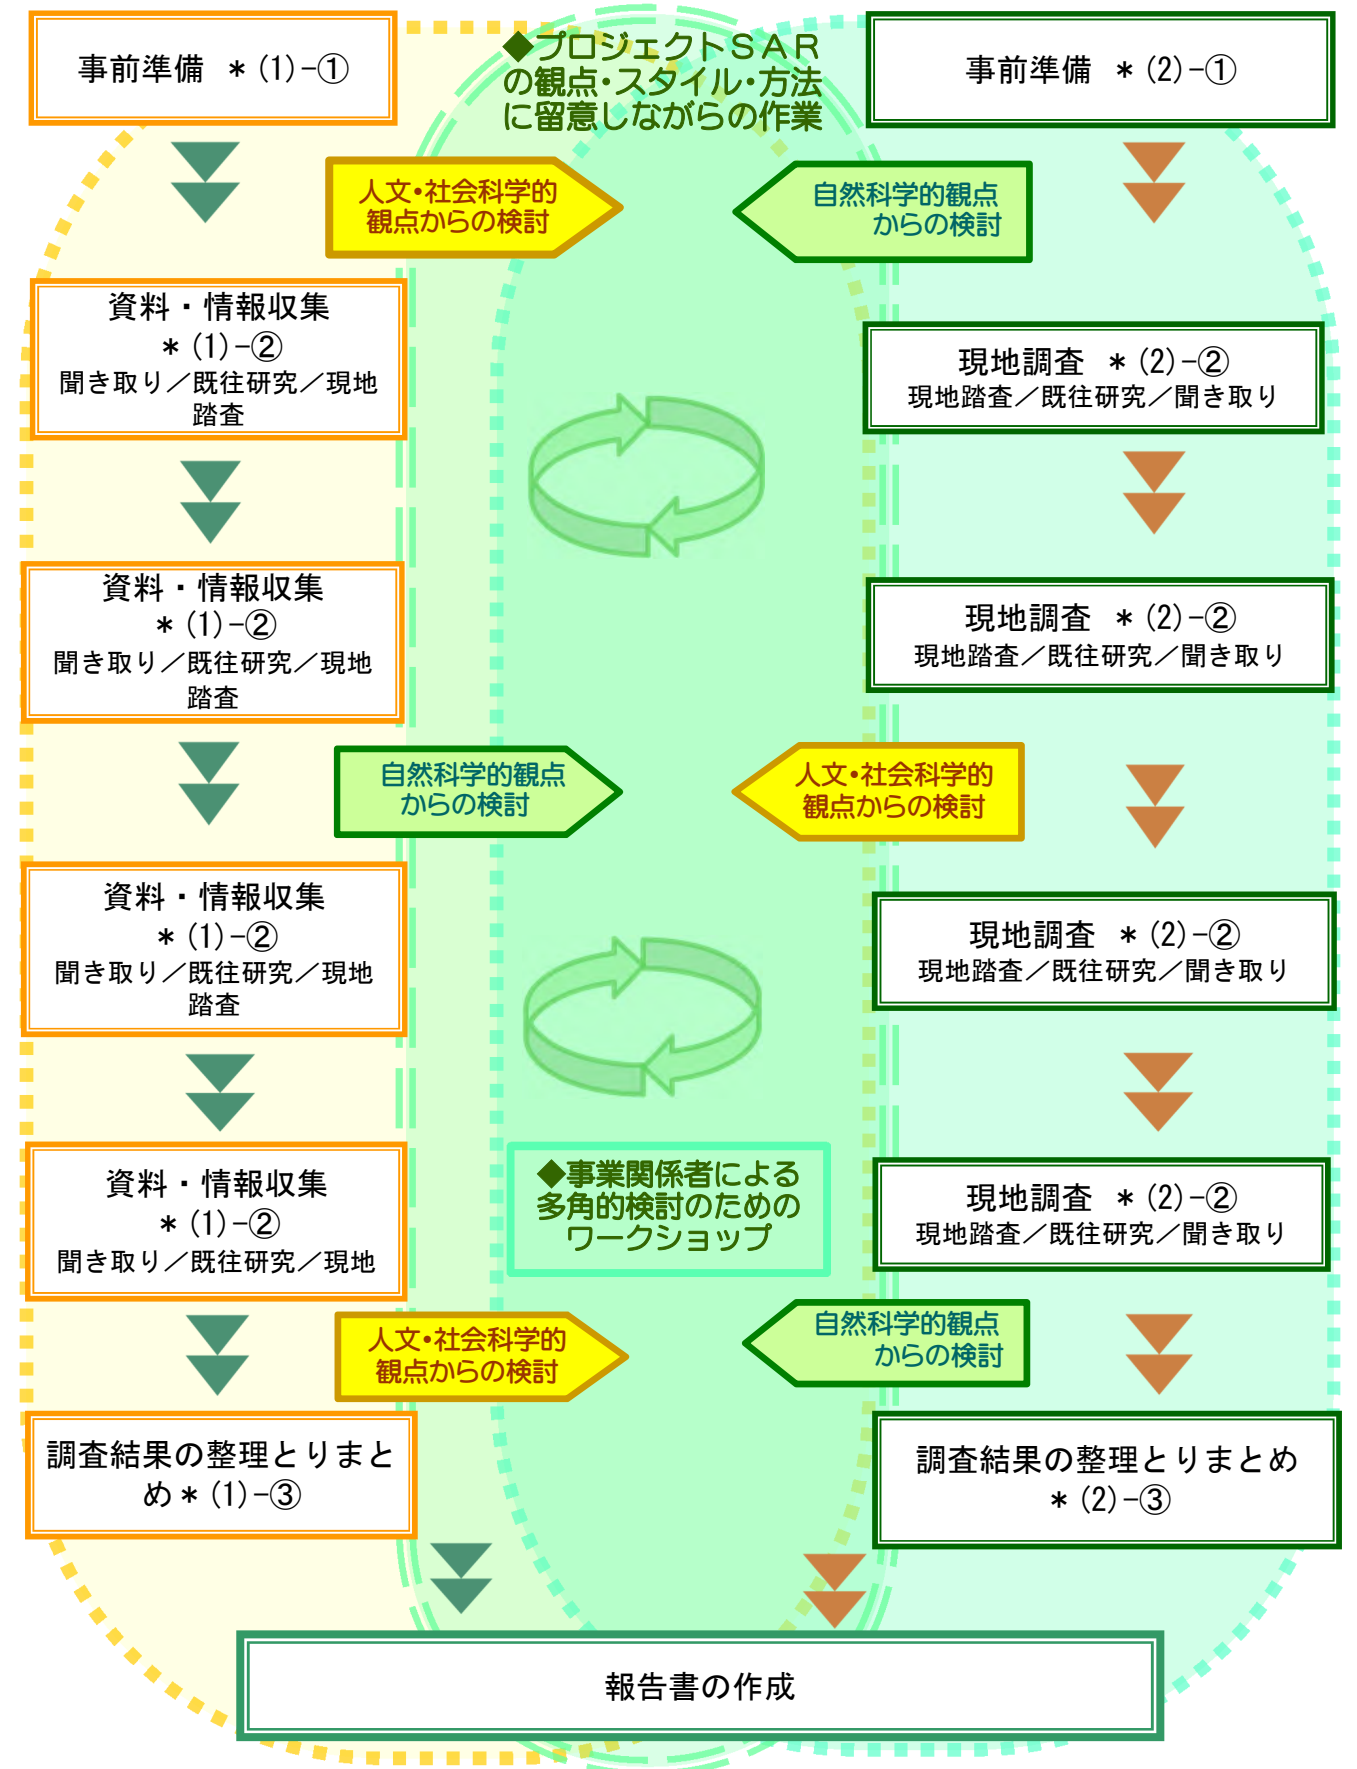 事前準備 ＊(1)−①
◆プロジェクトＳＡＲ
の観点・スタイル・方法
に留意しながらの作業
事前準備 ＊(2)−①
人文・社会科学的
観点からの検討
自然科学的観点
からの検討
資料・情報収集
＊(1)−②
聞き取り／既往研究／現地
踏査
現地調査 ＊(2)−②
現地踏査／既往研究／聞き取り
資料・情報収集
＊(1)−②
聞き取り／既往研究／現地
踏査
現地調査 ＊(2)−②
現地踏査／既往研究／聞き取り
自然科学的観点
からの検討
人文・社会科学的
観点からの検討
資料・情報収集
＊(1)−②
聞き取り／既往研究／現地
踏査
現地調査 ＊(2)−②
現地踏査／既往研究／聞き取り
資料・情報収集
＊(1)−②
聞き取り／既往研究／現地
◆事業関係者による
多角的検討のための
ワークショップ
現地調査 ＊(2)−②
現地踏査／既往研究／聞き取り
人文・社会科学的
観点からの検討
自然科学的観点
からの検討
調査結果の整理とりまと
め＊(1)−③
調査結果の整理とりまとめ
＊(2)−③
報告書の作成